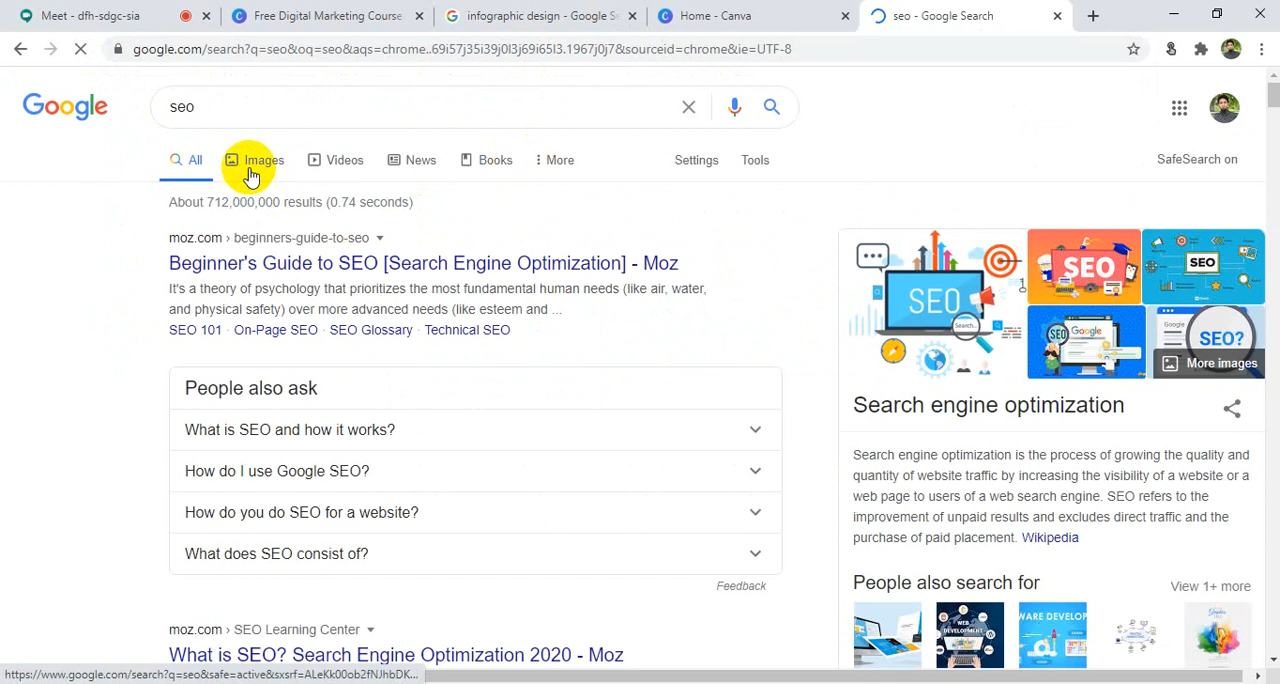 Meet - dfh-sdgc-sia
Free Digital Marketing Course
infographic design - Google Se
Home - Canva
seo - Google Search
google.com/search?q=seo&oq=seo&aqs=chrome..69i57j35i39j0l3j69i65l3.1967j0j7&sourceid=chrome&ie=UTF-8
Google
seo
All
Images
Videos
News
Books
More
Settings
Tools
SafeSearch on
About 712,000,000 results (0.74 seconds)
moz.com › beginners-guide-to-seo
Beginner's Guide to SEO [Search Engine Optimization] - Moz
It's a theory of psychology that prioritizes the most fundamental human needs (like air, water,
and physical safety) over more advanced needs (like esteem and ...
SEO 101 · On-Page SEO · SEO Glossary · Technical SEO
People also ask
What is SEO and how it works?
How do I use Google SEO?
How do you do SEO for a website?
What does SEO consist of?
Feedback
moz.com › SEO Learning Center
What is SEO? Search Engine Optimization 2020 - Moz
SEO
Search...
SEO
SEO
SEO
Google
Google
SEO?
More images
Search engine optimization
Search engine optimization is the process of growing the quality and
quantity of website traffic by increasing the visibility of a website or a
web page to users of a web search engine. SEO refers to the
improvement of unpaid results and excludes direct traffic and the
purchase of paid placement. Wikipedia
People also search for
View 1+ more
WEB
DEVELOPMENT
WARE DEVELOP